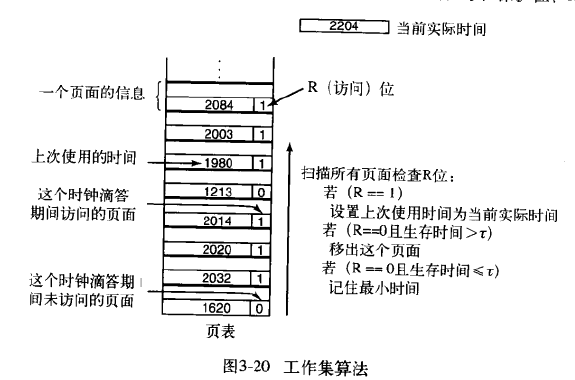 2204 当前实际时间
一个页面的信息
R（访问）位
2084 1
2003 1
上次使用的时间
1980 1
1213 0
这个时钟滴答
期间访问的页面
2014 1
2020 1
2032 1
这个时钟滴答期
间未访问的页面
1620 0
页表
扫描所有页面检查R位：
若（R == 1）
设置上次使用时间为当前实际时间
若（R==0且生存时间>τ）
移出这个页面
若（R == 0且生存时间≤τ）
记住最小时间
图3-20 工作集算法